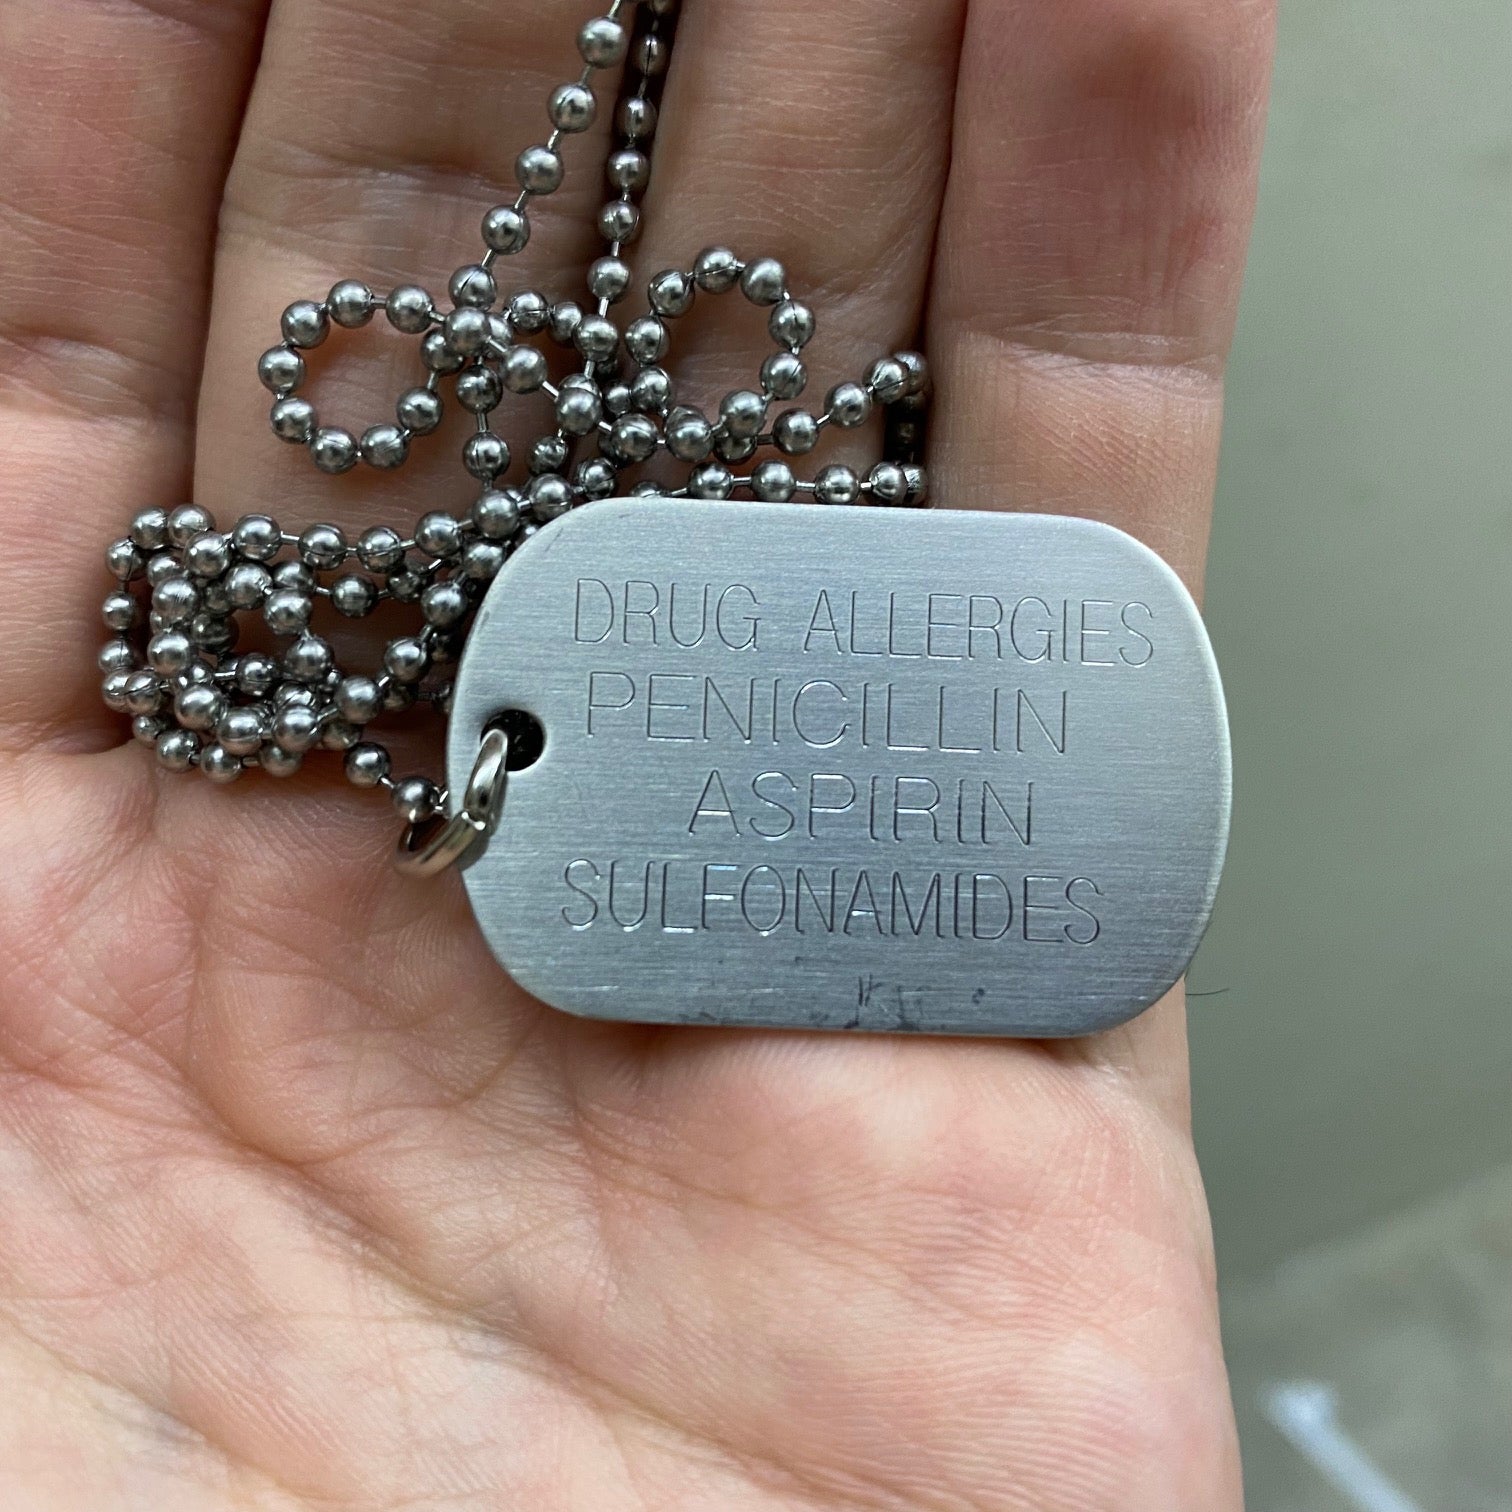 DRUG ALLERGIES
PENICILLIN
ASPIRIN
SULFONAMIDES